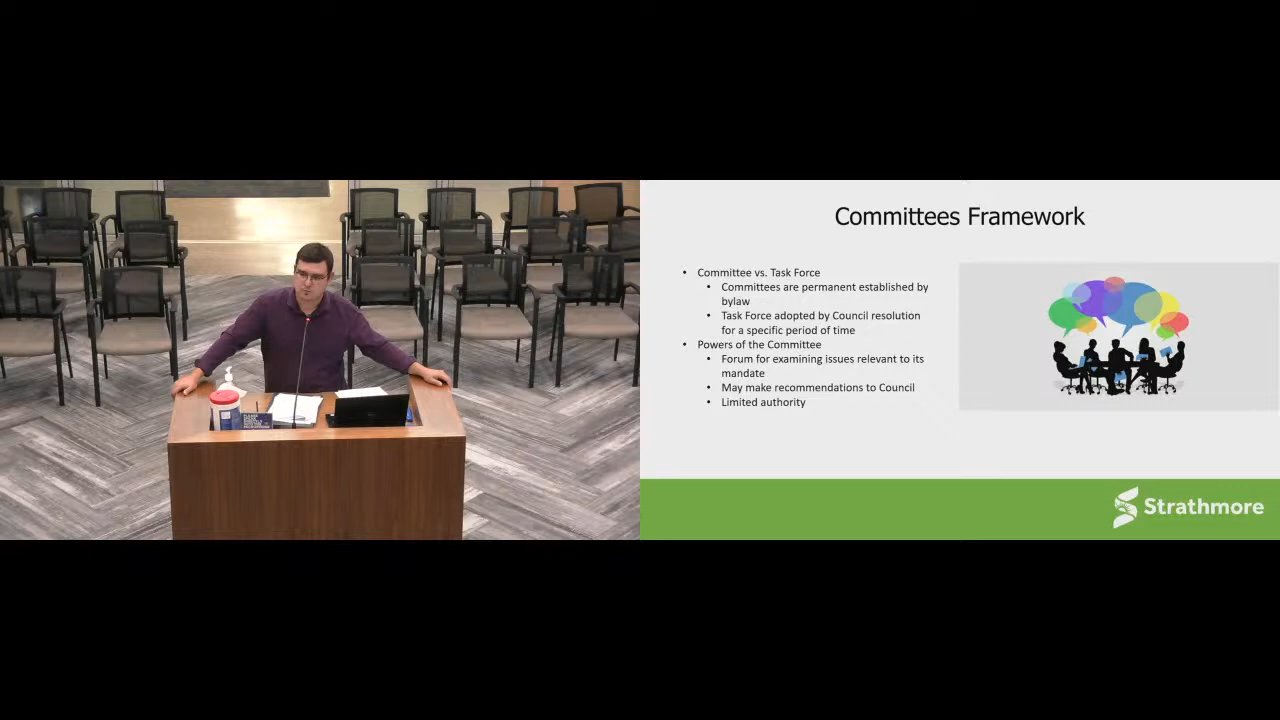 Committees Framework
• Committee vs. Task Force
• Committees are permanent established by
bylaw
• Task Force adopted by Council resolution
for a specific period of time
• Powers of the Committee
• Forum for examining issues relevant to its
mandate
• May make recommendations to Council
• Limited authority
Strathmore